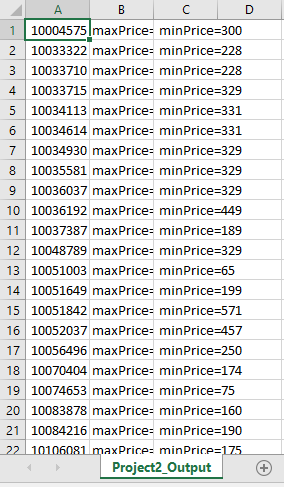 A B C D
1 10004575 maxPrice= minPrice=300
2 10033322 maxPrice= minPrice=228
3 10033710 maxPrice= minPrice=228
4 10033715 maxPrice= minPrice=329
5 10034113 maxPrice= minPrice=331
6 10034614 maxPrice= minPrice=331
7 10034930 maxPrice= minPrice=329
8 10035581 maxPrice= minPrice=329
9 10036037 maxPrice= minPrice=329
10 10036192 maxPrice= minPrice=449
11 10037387 maxPrice= minPrice=189
12 10048789 maxPrice= minPrice=329
13 10051003 maxPrice= minPrice=65
14 10051649 maxPrice= minPrice=199
15 10051842 maxPrice= minPrice=571
16 10052037 maxPrice= minPrice=457
17 10056496 maxPrice= minPrice=250
18 10070404 maxPrice= minPrice=174
19 10074653 maxPrice= minPrice=75
20 10083878 maxPrice= minPrice=160
21 10084216 maxPrice= minPrice=190
22 10106081 maxPrice= minPrice=175
Project2_Output